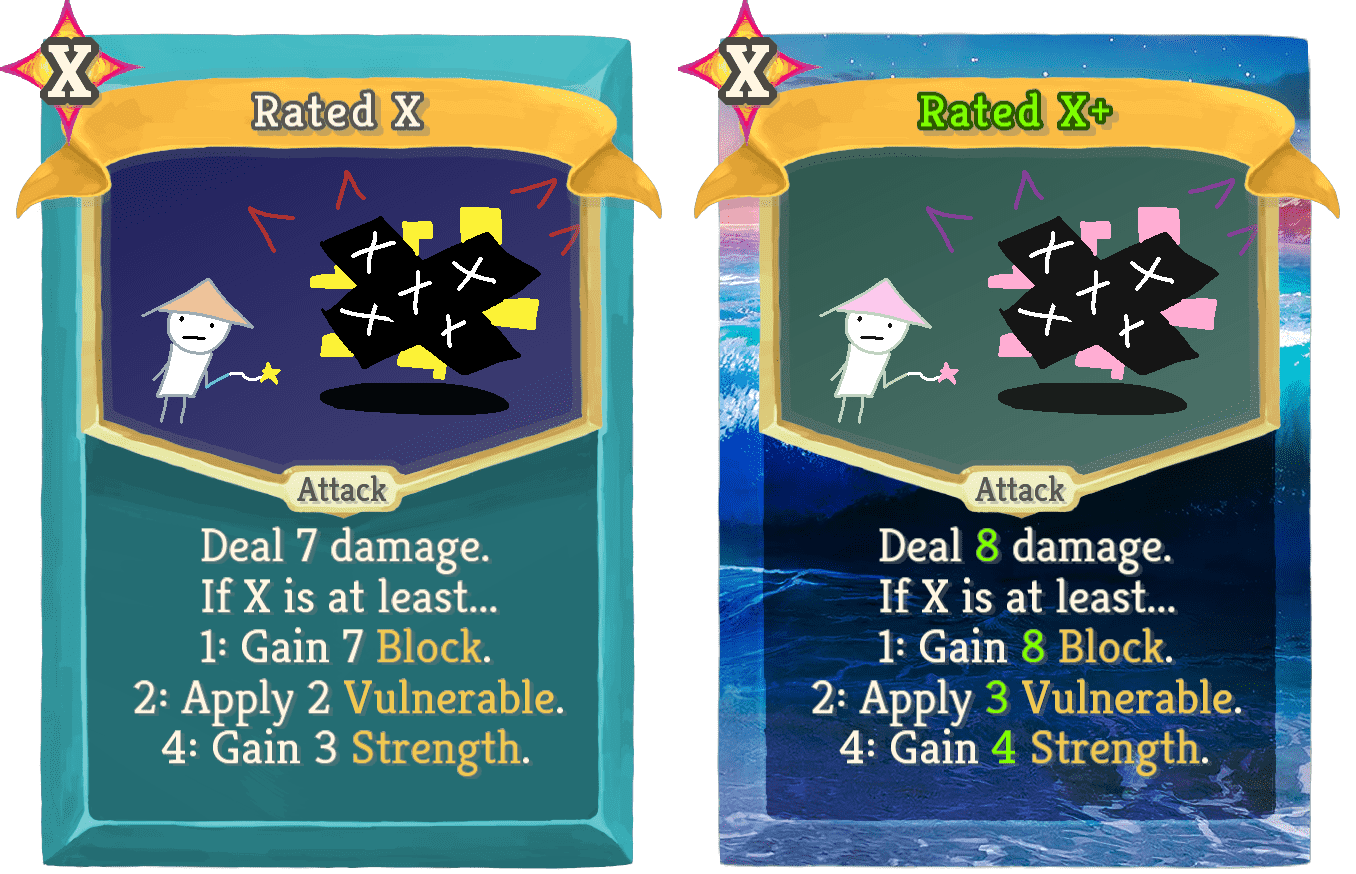 X
Rated X
Attack
Deal 7 damage.
If X is at least...
1: Gain 7 Block.
2: Apply 2 Vulnerable.
4: Gain 3 Strength.
X
Rated X+
Attack
Deal 8 damage.
If X is at least...
1: Gain 8 Block.
2: Apply 3 Vulnerable.
4: Gain 4 Strength.